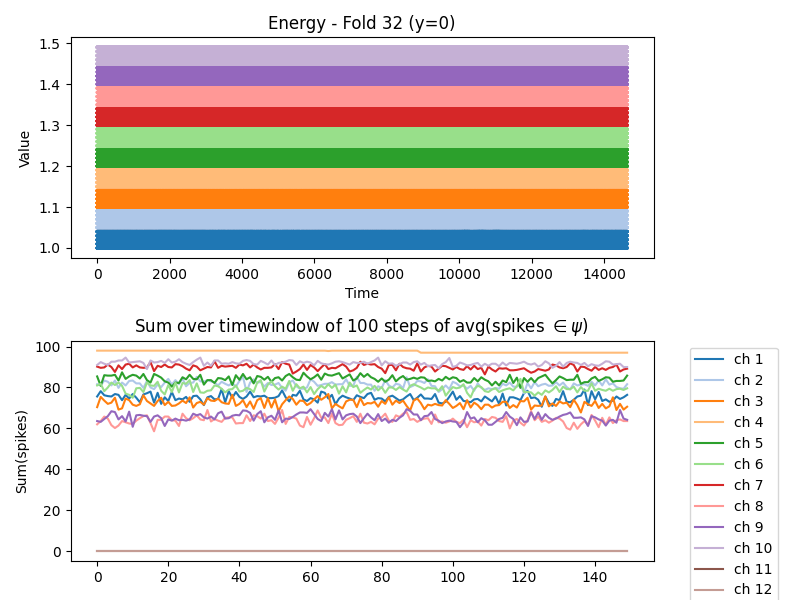 Energy - Fold 32 (y=0)
Value
1.5
1.4
1.3
1.2
1.1
1.0
0 2000 4000 6000 8000 10000 12000 14000
Time
Sum over timewindow of 100 steps of avg(spikes ∈ ψ)
Sum(spikes)
100
80
60
40
20
0
0 20 40 60 80 100 120 140
ch 1
ch 2
ch 3
ch 4
ch 5
ch 6
ch 7
ch 8
ch 9
ch 10
ch 11
ch 12